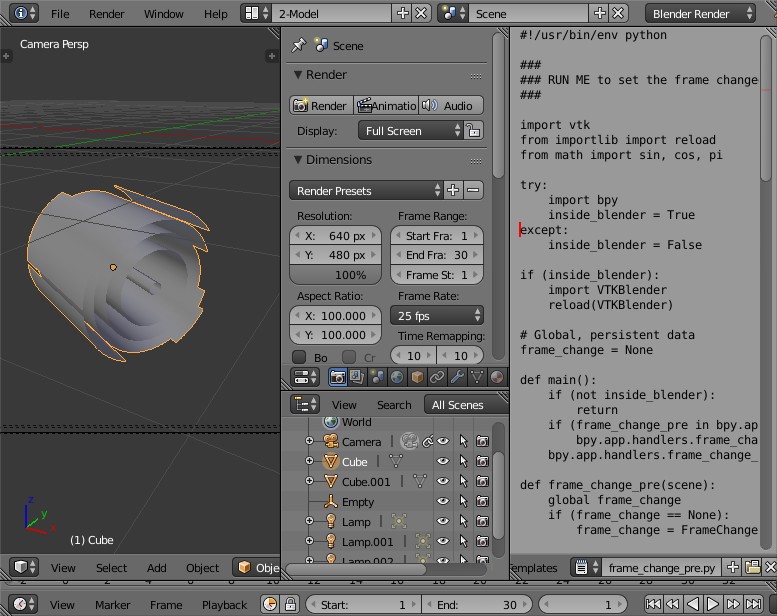 File Render Window Help 2-Model Scene Blender Render
Camera Persp
(1) Cube
View Select Add Object Obje
Scene
Render
Render Animatio Audio
Display: Full Screen
Dimensions
Render Presets
Resolution: Frame Range:
X: 640 px Start Fra: 1
Y: 480 px End Fra: 30
100% Frame St: 1
Aspect Ratio: Frame Rate:
X: 100.000 25 fps
Y: 100.000 Time Remapping:
Bo Cr 10 10
View Search All Scenes
World
Camera
Cube
Cube.001
Empty
Lamp
Lamp.001
Lamp.002
#!/usr/bin/env python
###
### RUN ME to set the frame change
###
import vtk
from importlib import reload
from math import sin, cos, pi
try:
    import bpy
    inside_blender = True
except:
    inside_blender = False
if (inside_blender):
    import VTKBlender
    reload(VTKBlender)
# Global, persistent data
frame_change = None
def main():
    if (not inside_blender):
        return
    if (frame_change_pre in bpy.ap
        bpy.app.handlers.frame_cha
    bpy.app.handlers.frame_change_
def frame_change_pre(scene):
    global frame_change
    if (frame_change == None):
        frame_change = FrameChange
emplates frame_change_pre.py
View Marker Frame Playback Start: 1 End: 30 1